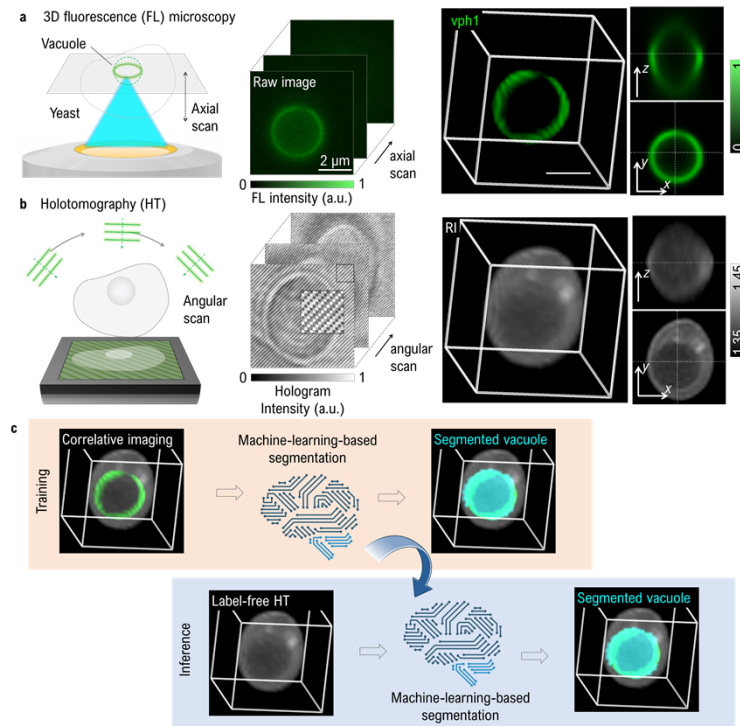 a 3D fluorescence (FL) microscopy
Vacuole
Yeast
Axial
scan
Raw image
2 μm
0 1
FL intensity (a.u.)
axial
scan
vph1
z
y
x
0 1
b Holotomography (HT)
Angular
scan
0 1
Hologram
Intensity (a.u.)
angular
scan
RI
z
y
x
1.35 1.45
c
Training
Correlative imaging
Machine-learning-based
segmentation
Segmented vacuole
Inference
Label-free HT
Machine-learning-based
segmentation
Segmented vacuole